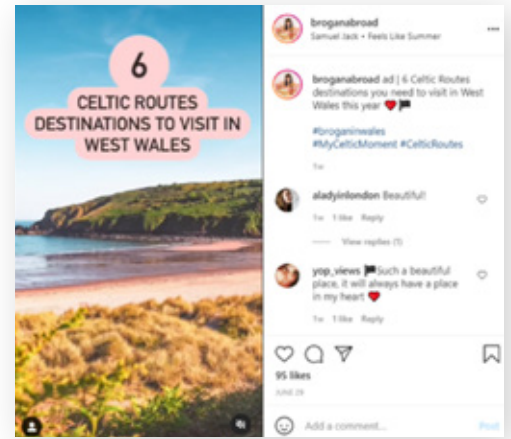 6
CELTIC ROUTES
DESTINATIONS TO VISIT IN
WEST WALES
broganabroad
Samuel Jack • Feels Like Summer
broganabroad ad | 6 Celtic Routes
destinations you need to visit in West
Wales this year ❤️🏴
#broganinwales
#MyCelticMoment #CelticRoutes
1w
aladyinlondon Beautiful!
1w 1 like Reply
View replies (1)
yop_views 🏴Such a beautiful
place, it will always have a place
in my heart ❤️
1w 1 like Reply
95 likes
JUNE 28
Add a comment...
Post